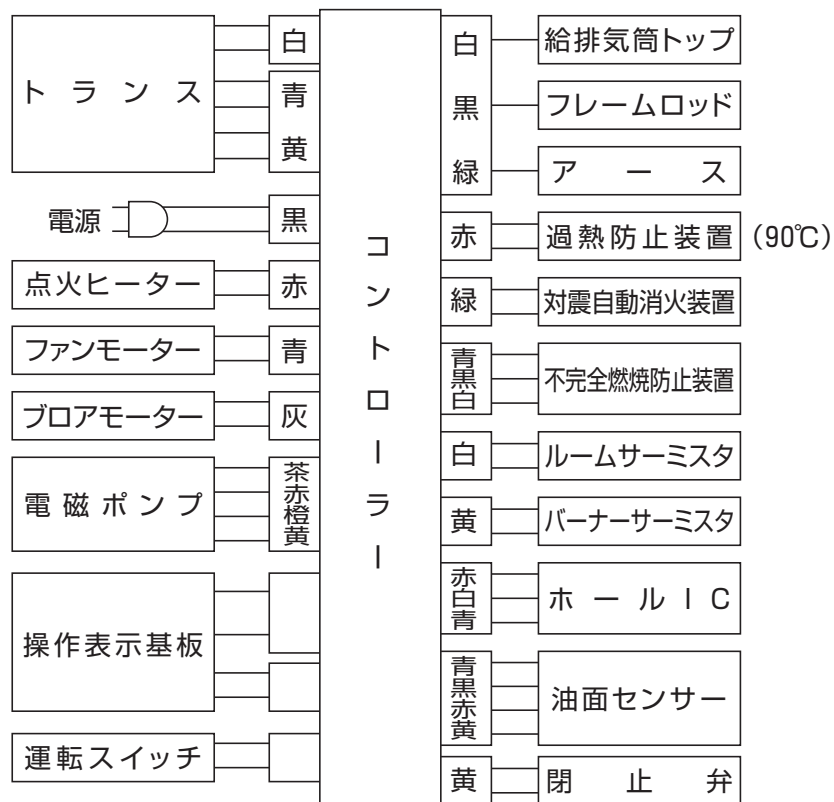 トランス
白
青
黄
電源
黒
点火ヒーター
赤
ファンモーター
青
ブロアモーター
灰
電磁ポンプ
茶
赤
橙
黄
操作表示基板
運転スイッチ
コントローラー
白
給排気筒トップ
黒
フレームロッド
緑
アース
赤
過熱防止装置 (90℃)
緑
対震自動消火装置
青
黒
白
不完全燃焼防止装置
白
ルームサーミスタ
黄
バーナーサーミスタ
赤
白
青
ホールIC
青
黒
赤
黄
油面センサー
黄
閉止弁